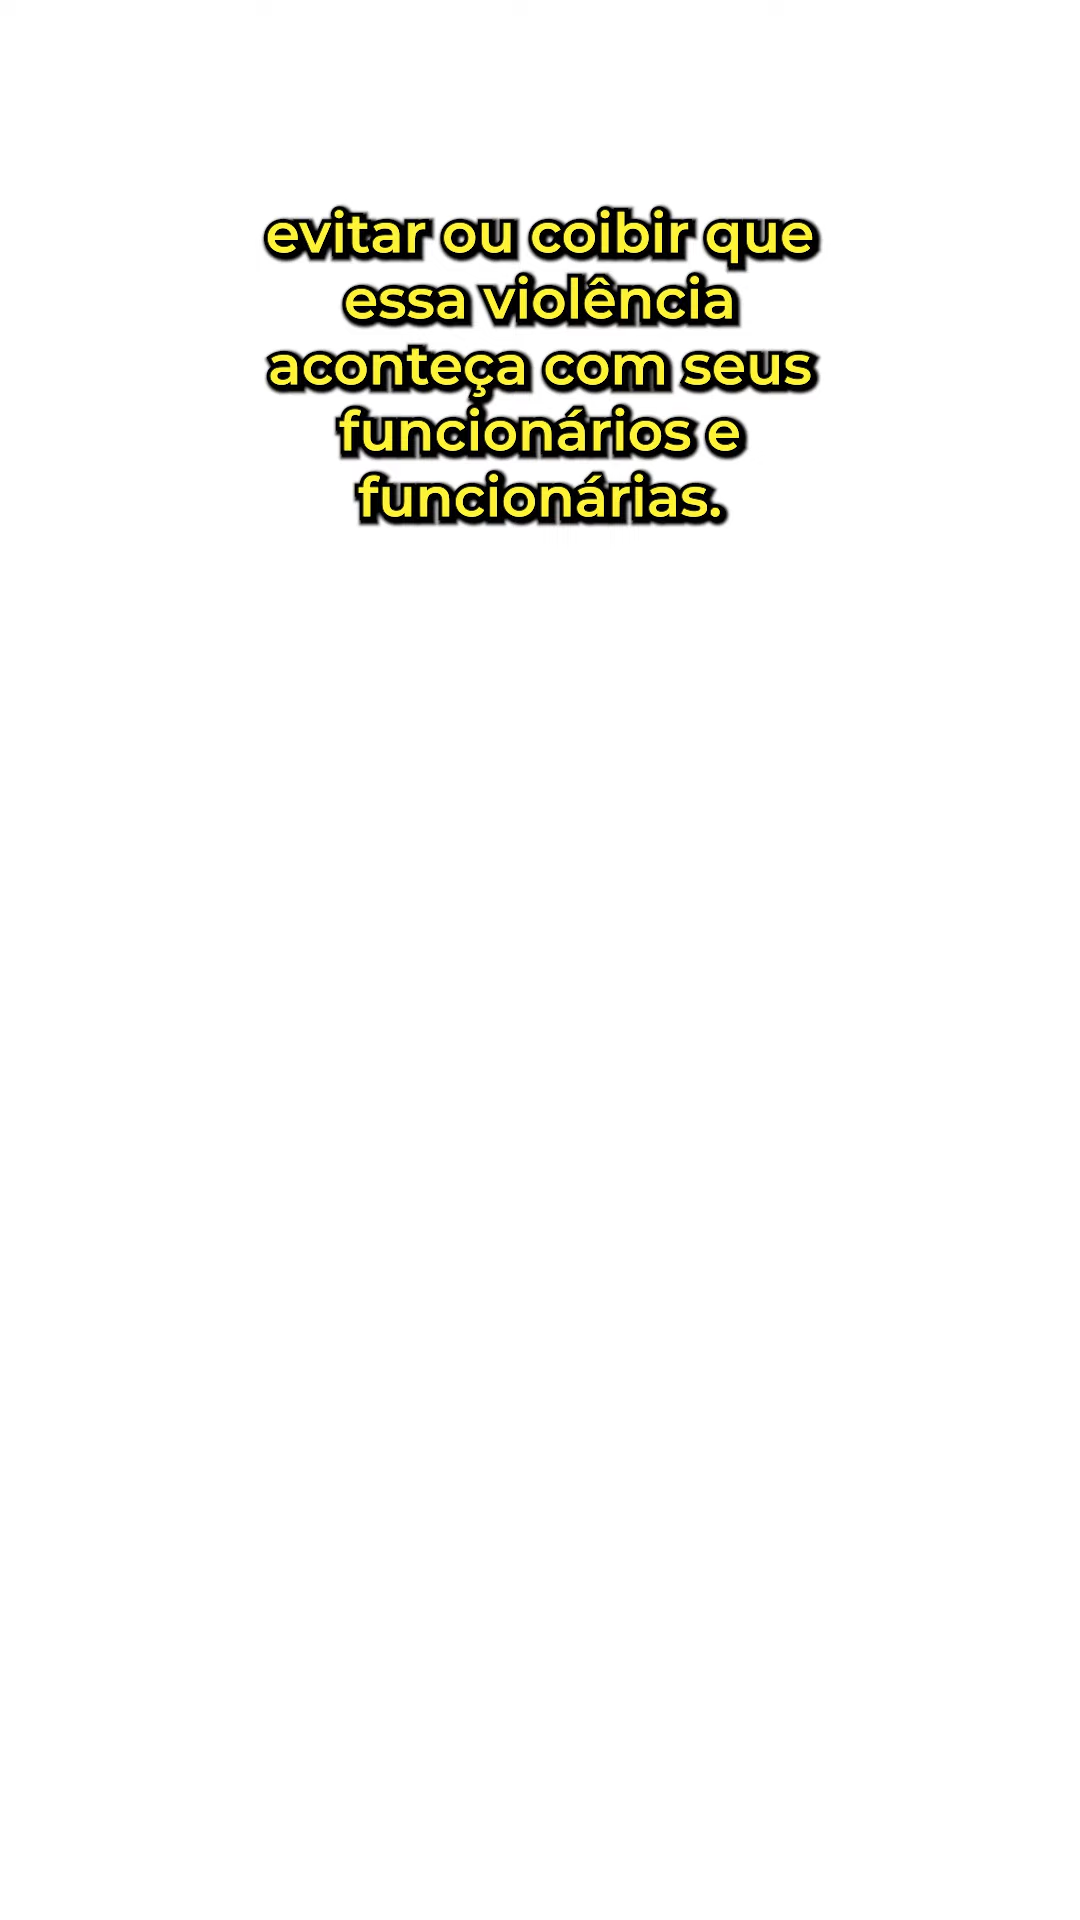 evitar ou coibir que
essa violência
aconteça com seus
funcionários e
funcionárias.